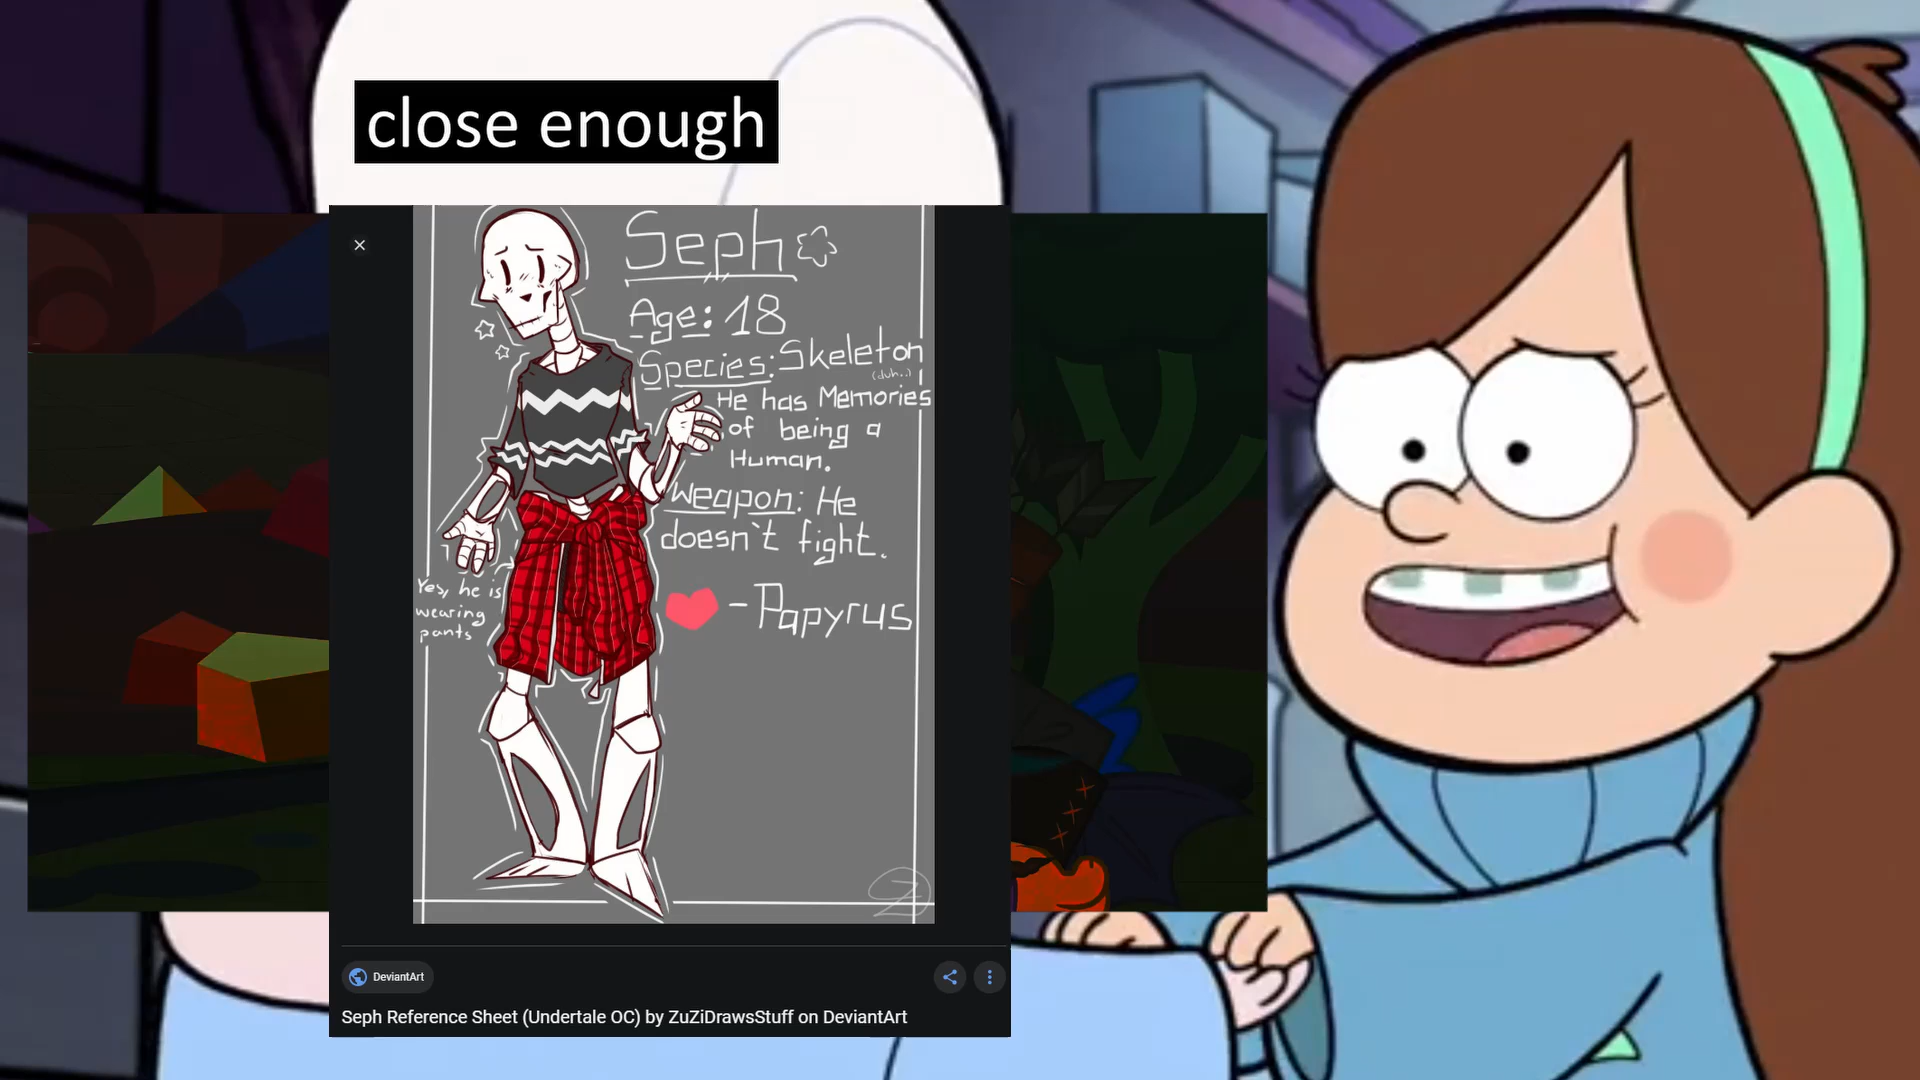 close enough
Seph
Age: 18
Species: Skeleton
(duh..)
He has Memories
of being a
Human.
Weapon: He
doesn't fight.
Yes, he is
wearing
pants
- Papyrus
DeviantArt
Seph Reference Sheet (Undertale OC) by ZuZiDrawsStuff on DeviantArt